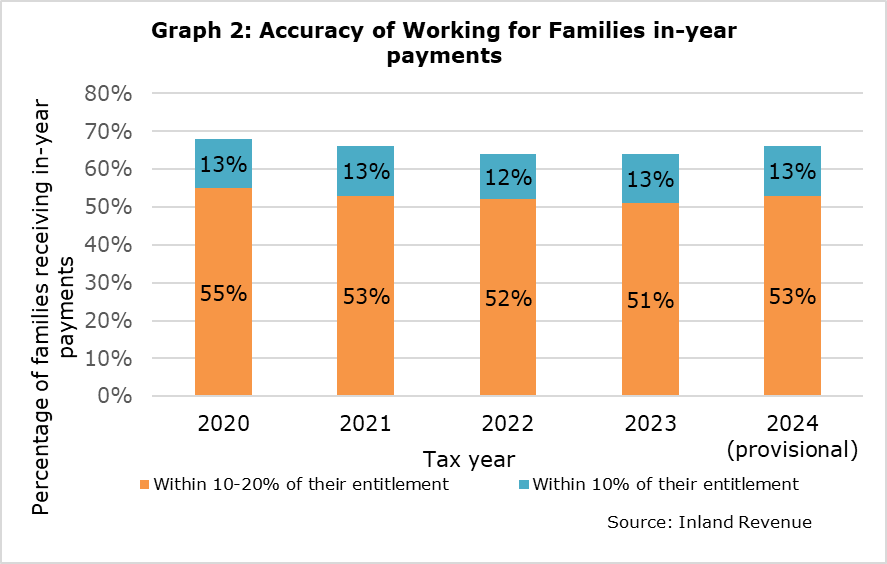 Graph 2: Accuracy of Working for Families in-year
payments
Percentage of families receiving in-year
payments
80%
70%
60%
50%
40%
30%
20%
10%
0%
13%
13%
12%
13%
13%
55%
53%
52%
51%
53%
2020
2021
2022
2023
2024
(provisional)
Tax year
Within 10-20% of their entitlement
Within 10% of their entitlement
Source: Inland Revenue